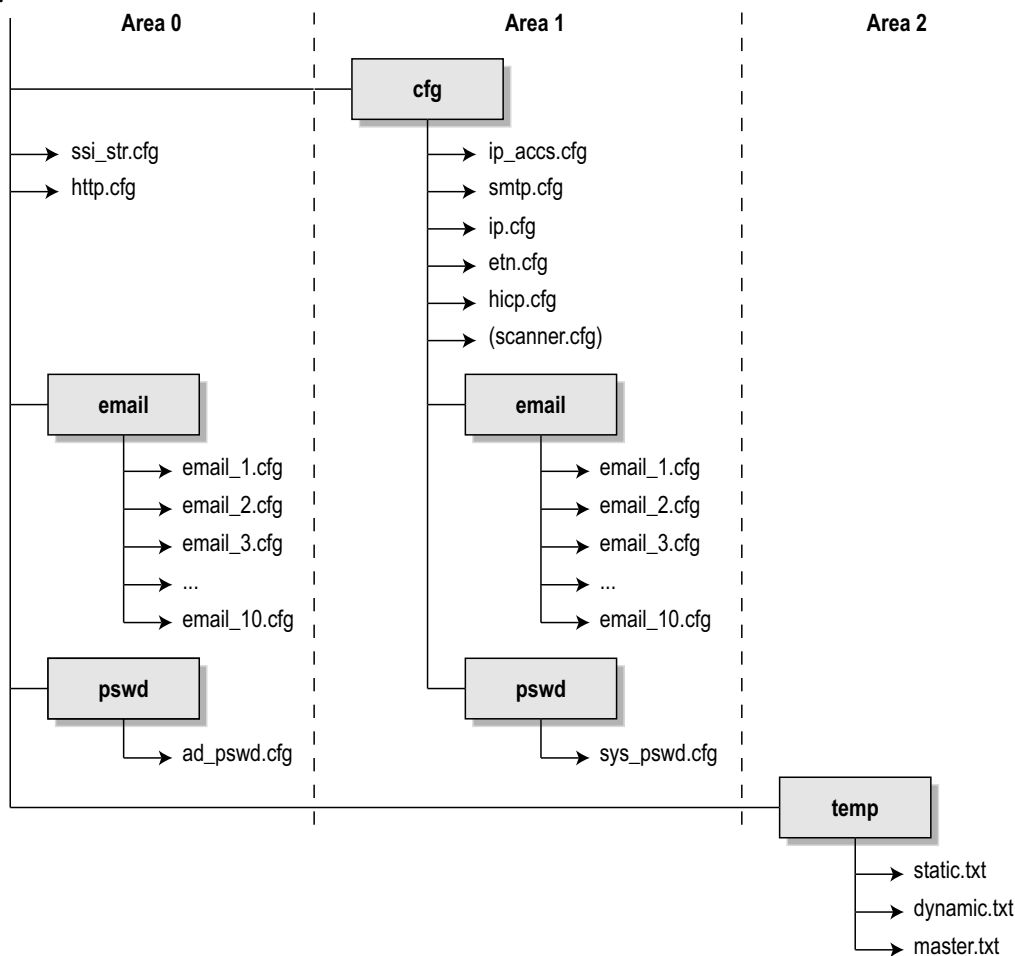 Area 0
Area 1
Area 2
cfg
ssi_str.cfg
http.cfg
ip_accs.cfg
smtp.cfg
ip.cfg
etn.cfg
hicp.cfg
(scanner.cfg)
email
email_1.cfg
email_2.cfg
email_3.cfg
...
email_10.cfg
email
email_1.cfg
email_2.cfg
email_3.cfg
...
email_10.cfg
pswd
ad_pswd.cfg
pswd
sys_pswd.cfg
temp
static.txt
dynamic.txt
master.txt